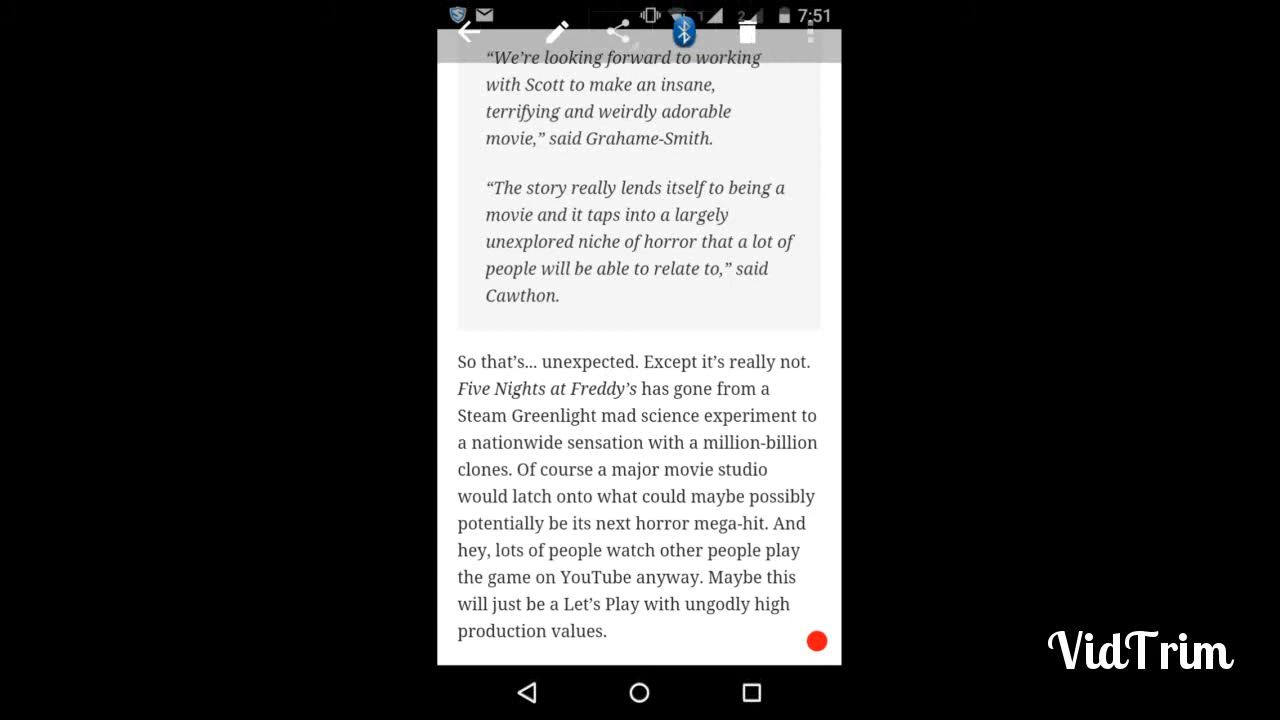 7:51
“We’re looking forward to working
with Scott to make an insane,
terrifying and weirdly adorable
movie,” said Grahame-Smith.
“The story really lends itself to being a
movie and it taps into a largely
unexplored niche of horror that a lot of
people will be able to relate to,” said
Cawthon.
So that’s... unexpected. Except it’s really not.
Five Nights at Freddy’s has gone from a
Steam Greenlight mad science experiment to
a nationwide sensation with a million-billion
clones. Of course a major movie studio
would latch onto what could maybe possibly
potentially be its next horror mega-hit. And
hey, lots of people watch other people play
the game on YouTube anyway. Maybe this
will just be a Let’s Play with ungodly high
production values.
VidTrim